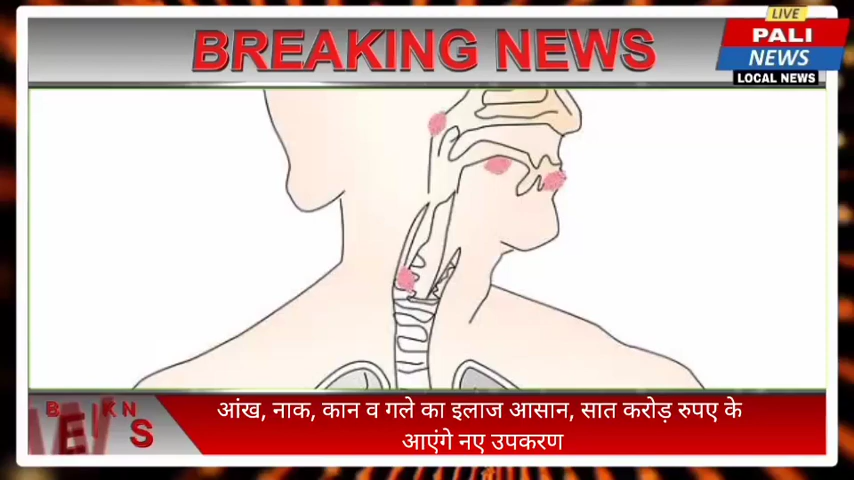 LIVE
BREAKING NEWS
PALI
NEWS
LOCAL NEWS
आंख, नाक, कान व गले का इलाज आसान, सात करोड़ रुपए के
आएंगे नए उपकरण